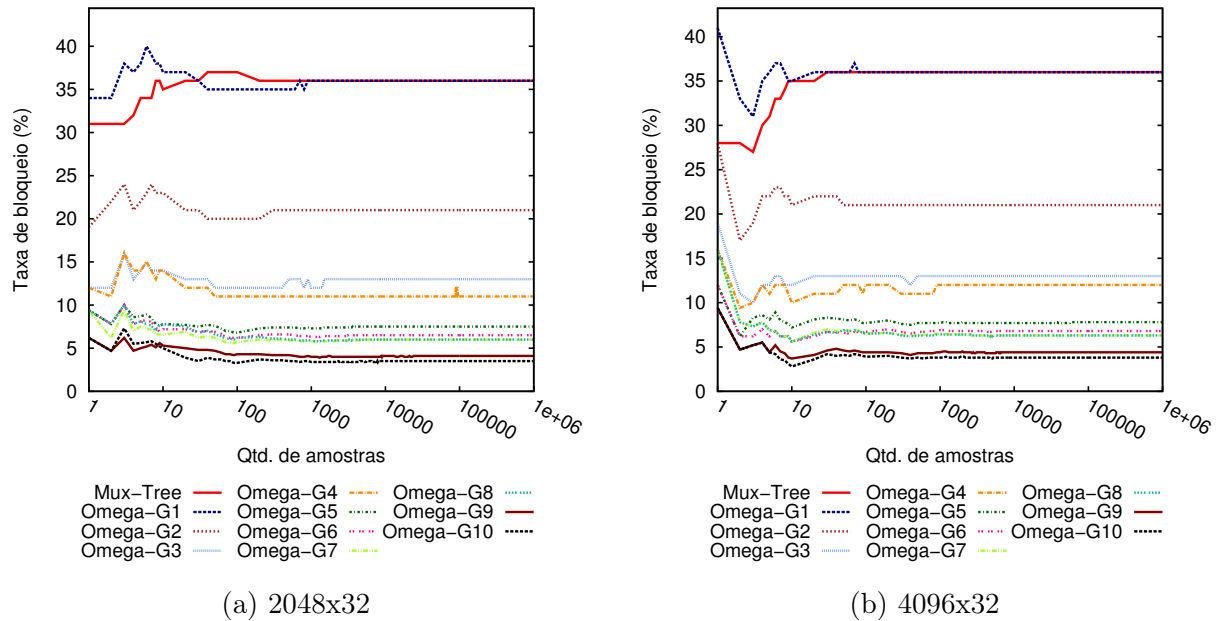 40
35
30
25
20
15
10
5
0
Taxa de bloqueio (%)
1
10
100
1000
10000
100000
1e+06
Qtd. de amostras
Mux-Tree Omega-G4 Omega-G8
Omega-G1 Omega-G5 Omega-G9
Omega-G2 Omega-G6 Omega-G10
Omega-G3 Omega-G7
(a) 2048x32
40
35
30
25
20
15
10
5
0
Taxa de bloqueio (%)
1
10
100
1000
10000
100000
1e+06
Qtd. de amostras
Mux-Tree Omega-G4 Omega-G8
Omega-G1 Omega-G5 Omega-G9
Omega-G2 Omega-G6 Omega-G10
Omega-G3 Omega-G7
(b) 4096x32